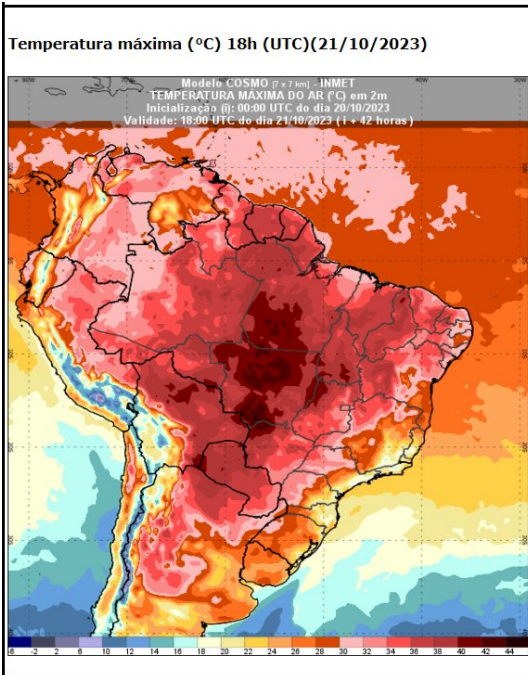 Temperatura máxima (ºC) 18h (UTC)(21/10/2023)
Modelo COSMO [7 x 7 km] - INMET
TEMPERATURA MÁXIMA DO AR (°C) em 2m
Inicialização (i): 00:00 UTC do dia 20/10/2023
Validade: 18:00 UTC do dia 21/10/2023 ( i + 42 horas )
-6 -2 2 6 10 12 14 16 18 20 22 24 26 28 30 32 34 36 38 40 42 44